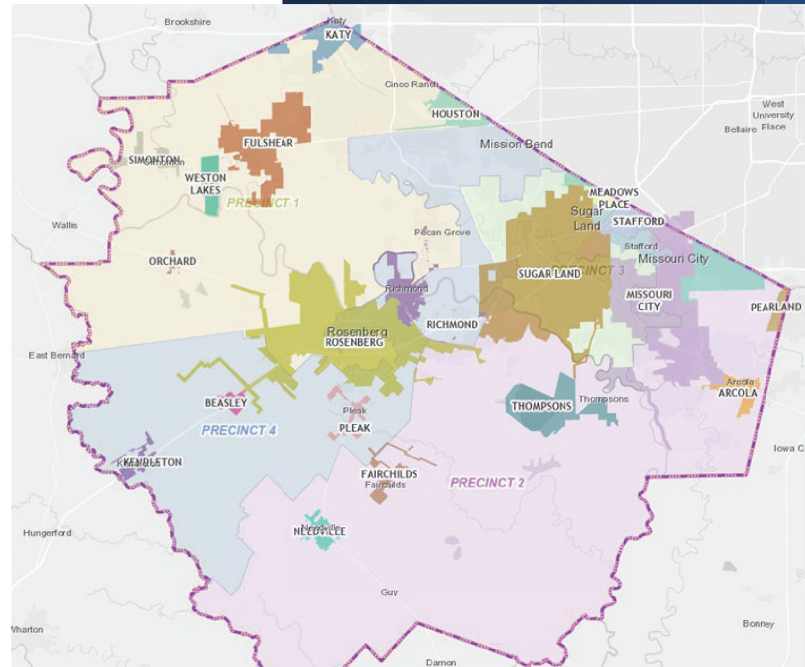 Brookshire
Katy
KATY
Cinco Ranch
HOUSTON
West
University
Place
Bellaire
Mission Bend
FULSHEAR
SIMONTON
Simonton
WESTON
LAKES
PRECINCT 1
MEADOWS
PLACE
Sugar
Land
STAFFORD
Stafford
Wallis
Pecan Grove
Missouri City
ORCHARD
SUGAR LAND
PRECINCT 3
Richmond
MISSOURI
CITY
PEARLAND
RICHMOND
Rosenberg
ROSENBERG
East Bernard
Arcola
ARCOLA
BEASLEY
THOMPSONS
Thompsons
Pleak
PLEAK
PRECINCT 4
Iowa C
KENDLETON
FAIRCHILDS
Fairchilds
PRECINCT 2
Hungerford
Needville
NEEDVILLE
Guy
Wharton
Bonney
Damon